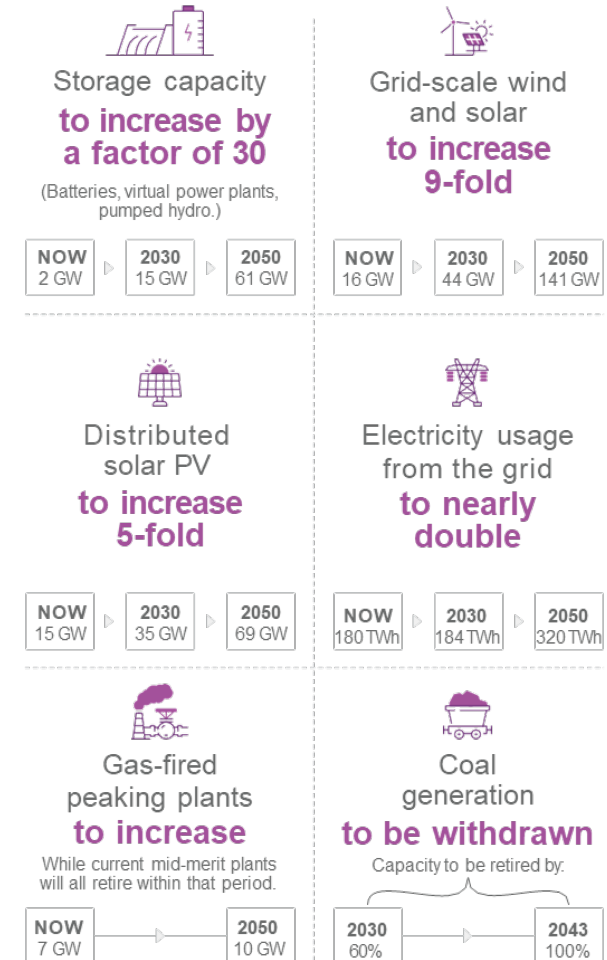 Storage capacity
to increase by
a factor of 30
(Batteries, virtual power plants,
pumped hydro.)
NOW
2 GW
2030
15 GW
2050
61 GW
Grid-scale wind
and solar
to increase
9-fold
NOW
16 GW
2030
44 GW
2050
141 GW
Distributed
solar PV
to increase
5-fold
NOW
15 GW
2030
35 GW
2050
69 GW
Electricity usage
from the grid
to nearly
double
NOW
180 TWh
2030
184 TWh
2050
320 TWh
Gas-fired
peaking plants
to increase
While current mid-merit plants
will all retire within that period.
NOW
7 GW
2050
10 GW
Coal
generation
to be withdrawn
Capacity to be retired by:
2030
60%
2043
100%